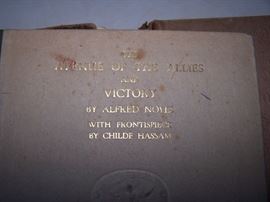 THE
AVENUE OF THE ALLIES
AND
VICTORY
BY ALFRED NOYES
WITH FRONTISPIECE
BY CHILDE HASSAM